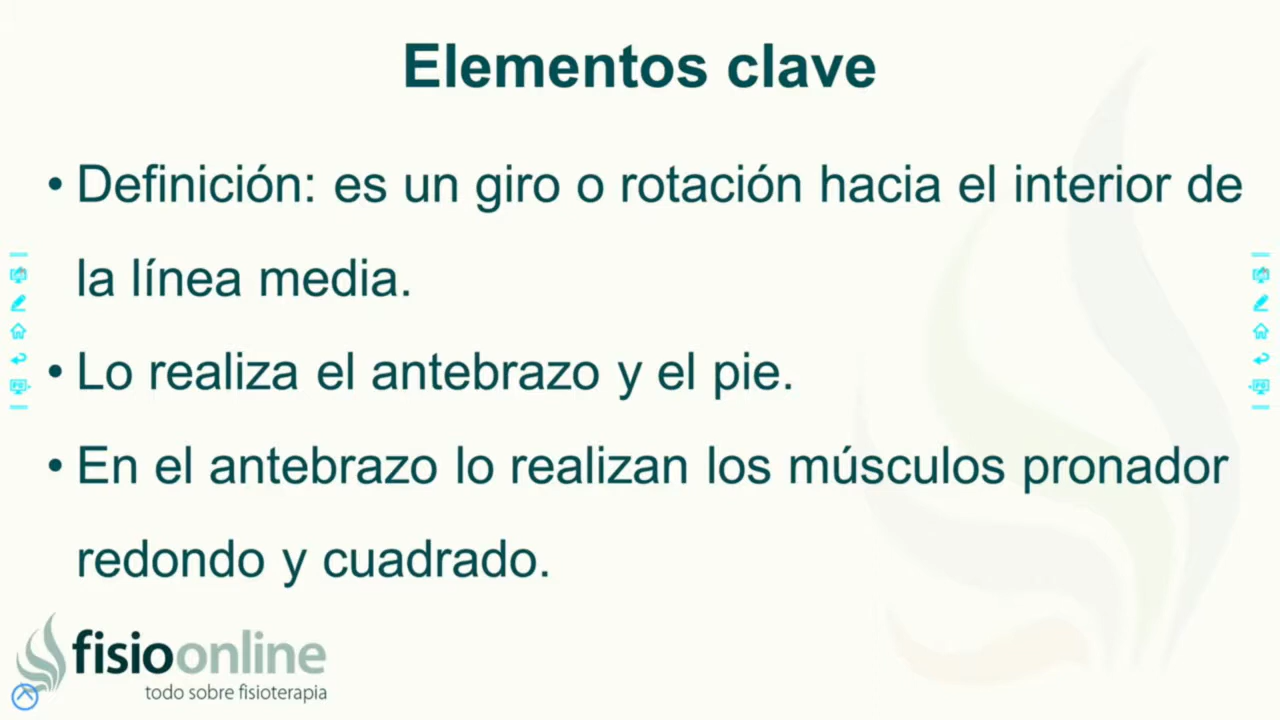 Elementos clave
• Definición: es un giro o rotación hacia el interior de
la línea media.
• Lo realiza el antebrazo y el pie.
• En el antebrazo lo realizan los músculos pronador
redondo y cuadrado.
fisioonline
todo sobre fisioterapia